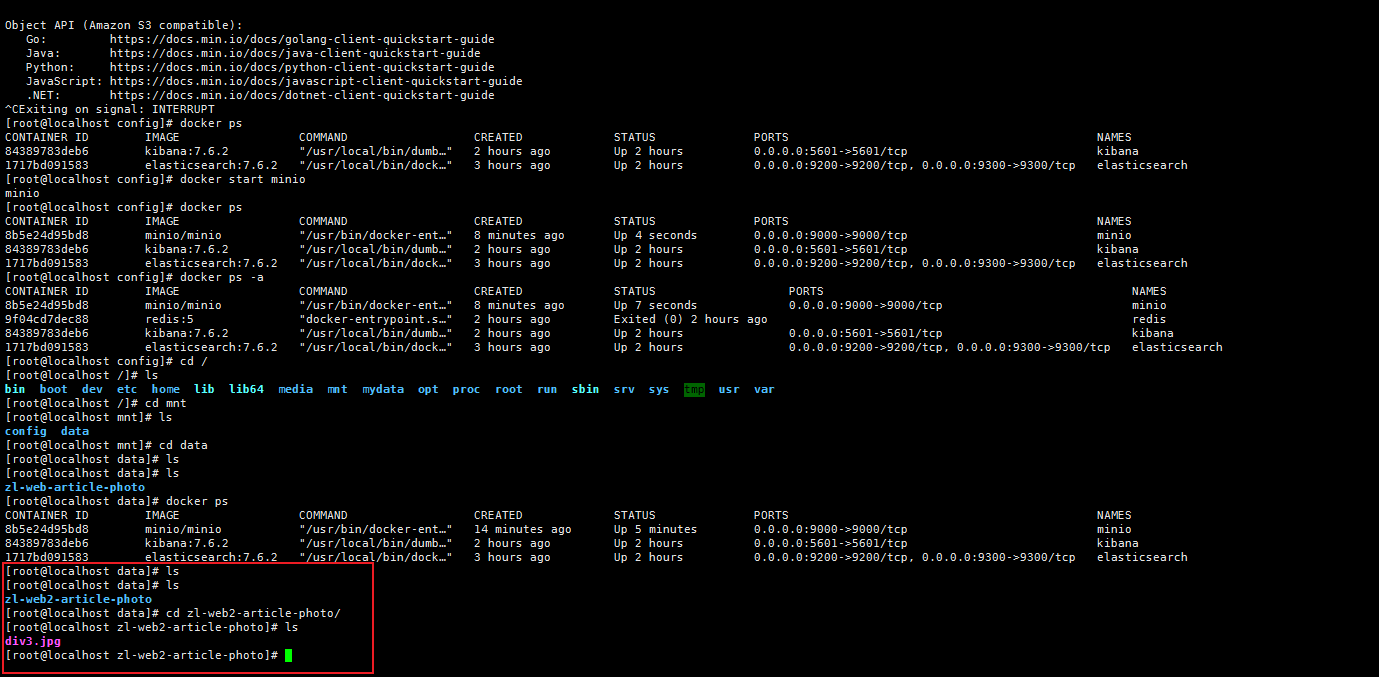 Object API (Amazon S3 compatible):
   Go:         https://docs.min.io/docs/golang-client-quickstart-guide
   Java:       https://docs.min.io/docs/java-client-quickstart-guide
   Python:     https://docs.min.io/docs/python-client-quickstart-guide
   JavaScript: https://docs.min.io/docs/javascript-client-quickstart-guide
   .NET:       https://docs.min.io/docs/dotnet-client-quickstart-guide
^CExiting on signal: INTERRUPT
[root@localhost config]# docker ps
CONTAINER ID        IMAGE                 COMMAND                  CREATED             STATUS              PORTS                                            NAMES
84389783deb6        kibana:7.6.2          "/usr/local/bin/dumb…"   2 hours ago         Up 2 hours          0.0.0.0:5601->5601/tcp                           kibana
1717bd091583        elasticsearch:7.6.2   "/usr/local/bin/dock…"   3 hours ago         Up 2 hours          0.0.0.0:9200->9200/tcp, 0.0.0.0:9300->9300/tcp   elasticsearch
[root@localhost config]# docker start minio
minio
[root@localhost config]# docker ps
CONTAINER ID        IMAGE                 COMMAND                  CREATED             STATUS              PORTS                                            NAMES
8b5e24d95bd8        minio/minio           "/usr/bin/docker-ent…"   8 minutes ago       Up 4 seconds        0.0.0.0:9000->9000/tcp                           minio
84389783deb6        kibana:7.6.2          "/usr/local/bin/dumb…"   2 hours ago         Up 2 hours          0.0.0.0:5601->5601/tcp                           kibana
1717bd091583        elasticsearch:7.6.2   "/usr/local/bin/dock…"   3 hours ago         Up 2 hours          0.0.0.0:9200->9200/tcp, 0.0.0.0:9300->9300/tcp   elasticsearch
[root@localhost config]# docker ps -a
CONTAINER ID        IMAGE                 COMMAND                  CREATED             STATUS                   PORTS                                            NAMES
8b5e24d95bd8        minio/minio           "/usr/bin/docker-ent…"   8 minutes ago       Up 7 seconds             0.0.0.0:9000->9000/tcp                           minio
9f04cd7dec88        redis:5               "docker-entrypoint.s…"   2 hours ago         Exited (0) 2 hours ago                                                    redis
84389783deb6        kibana:7.6.2          "/usr/local/bin/dumb…"   2 hours ago         Up 2 hours               0.0.0.0:5601->5601/tcp                           kibana
1717bd091583        elasticsearch:7.6.2   "/usr/local/bin/dock…"   3 hours ago         Up 2 hours               0.0.0.0:9200->9200/tcp, 0.0.0.0:9300->9300/tcp   elasticsearch
[root@localhost config]# cd /
[root@localhost /]# ls
bin  boot  dev  etc  home  lib  lib64  media  mnt  mydata  opt  proc  root  run  sbin  srv  sys  tmp  usr  var
[root@localhost /]# cd mnt
[root@localhost mnt]# ls
config  data
[root@localhost mnt]# cd data
[root@localhost data]# ls
[root@localhost data]# ls
zl-web-article-photo
[root@localhost data]# docker ps
CONTAINER ID        IMAGE                 COMMAND                  CREATED             STATUS              PORTS                                            NAMES
8b5e24d95bd8        minio/minio           "/usr/bin/docker-ent…"   14 minutes ago      Up 5 minutes        0.0.0.0:9000->9000/tcp                           minio
84389783deb6        kibana:7.6.2          "/usr/local/bin/dumb…"   2 hours ago         Up 2 hours          0.0.0.0:5601->5601/tcp                           kibana
1717bd091583        elasticsearch:7.6.2   "/usr/local/bin/dock…"   3 hours ago         Up 2 hours          0.0.0.0:9200->9200/tcp, 0.0.0.0:9300->9300/tcp   elasticsearch
[root@localhost data]# ls
[root@localhost data]# ls
zl-web2-article-photo
[root@localhost data]# cd zl-web2-article-photo/
[root@localhost zl-web2-article-photo]# ls
div3.jpg
[root@localhost zl-web2-article-photo]#